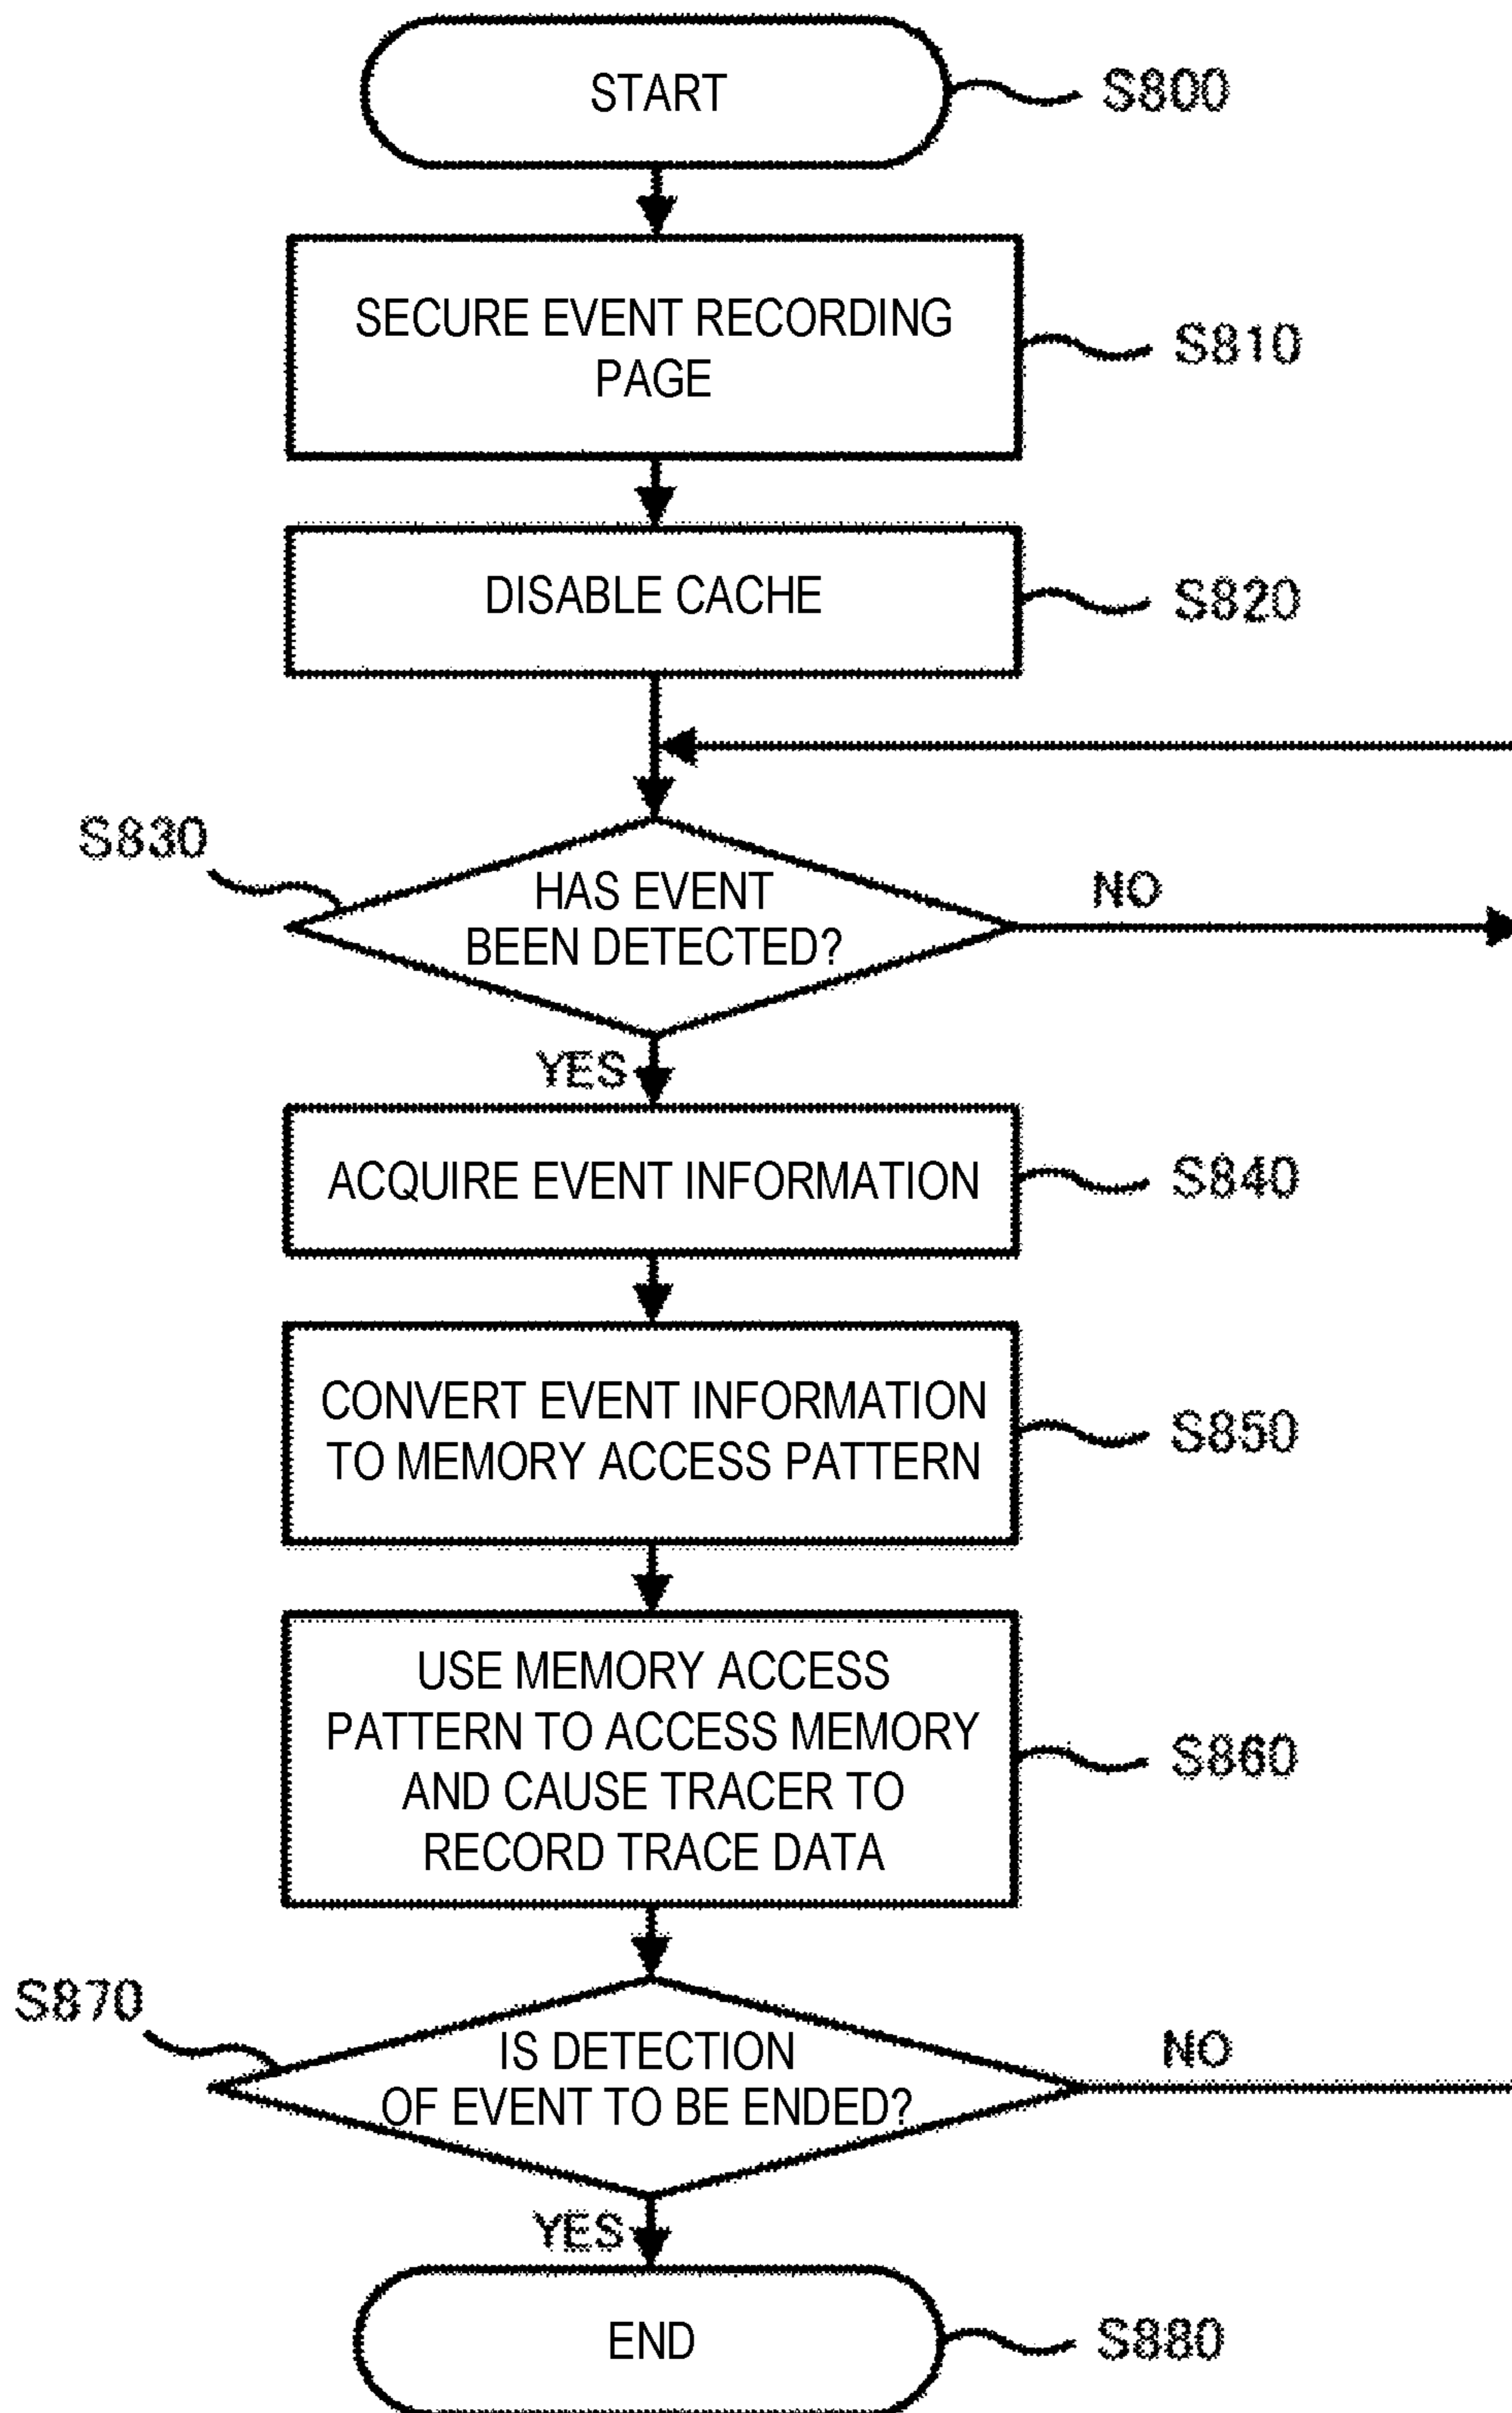 START
S800
SECURE EVENT RECORDING
PAGE
S810
DISABLE CACHE
S820
S830
HAS EVENT
BEEN DETECTED?
NO
YES
ACQUIRE EVENT INFORMATION
S840
CONVERT EVENT INFORMATION
TO MEMORY ACCESS PATTERN
S850
USE MEMORY ACCESS
PATTERN TO ACCESS MEMORY
AND CAUSE TRACER TO
RECORD TRACE DATA
S860
S870
IS DETECTION
OF EVENT TO BE ENDED?
NO
YES
END
S880